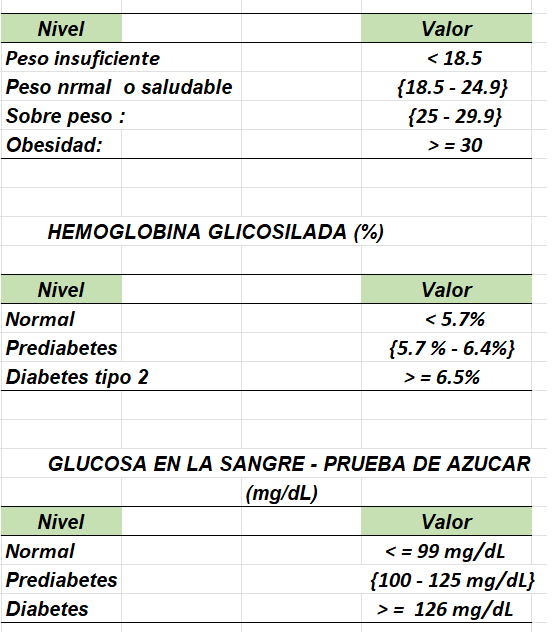 Nivel Valor
Peso insuficiente < 18.5
Peso nrmal o saludable {18.5 - 24.9}
Sobre peso : {25 - 29.9}
Obesidad: > = 30
HEMOGLOBINA GLICOSILADA (%)
Nivel Valor
Normal < 5.7%
Prediabetes {5.7 % - 6.4%}
Diabetes tipo 2 > = 6.5%
GLUCOSA EN LA SANGRE - PRUEBA DE AZUCAR
(mg/dL)
Nivel Valor
Normal < = 99 mg/dL
Prediabetes {100 - 125 mg/dL}
Diabetes > = 126 mg/dL